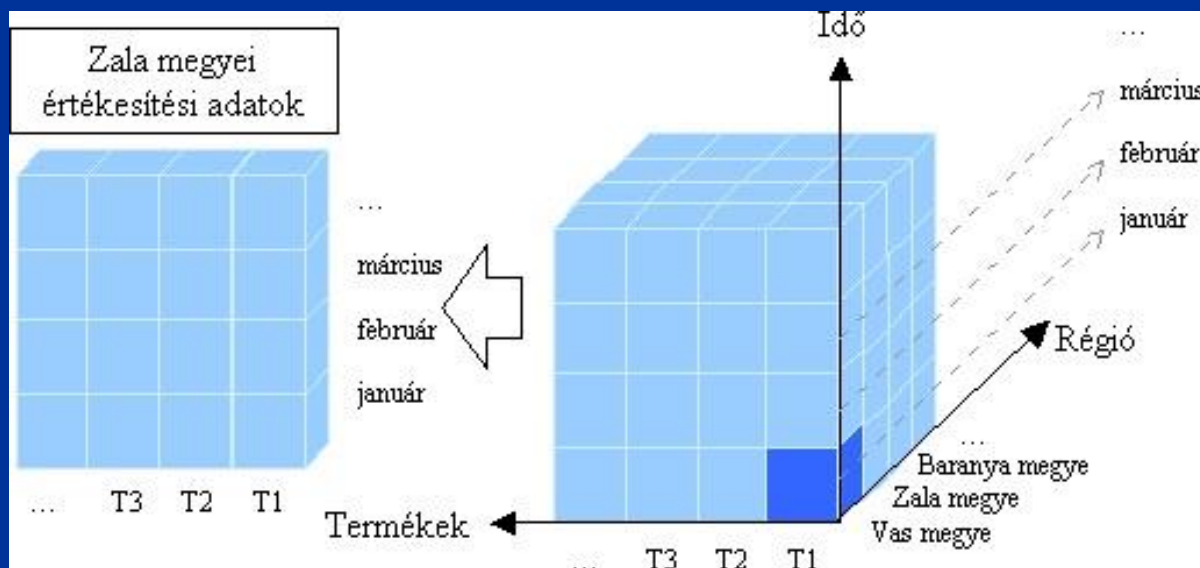 Zala megyei
értékesítési adatok
…
március
február
január
… T3 T2 T1
Idő
…
március
február
január
Régió
…
Baranya megye
Zala megye
Vas megye
Termékek
… T3 T2 T1